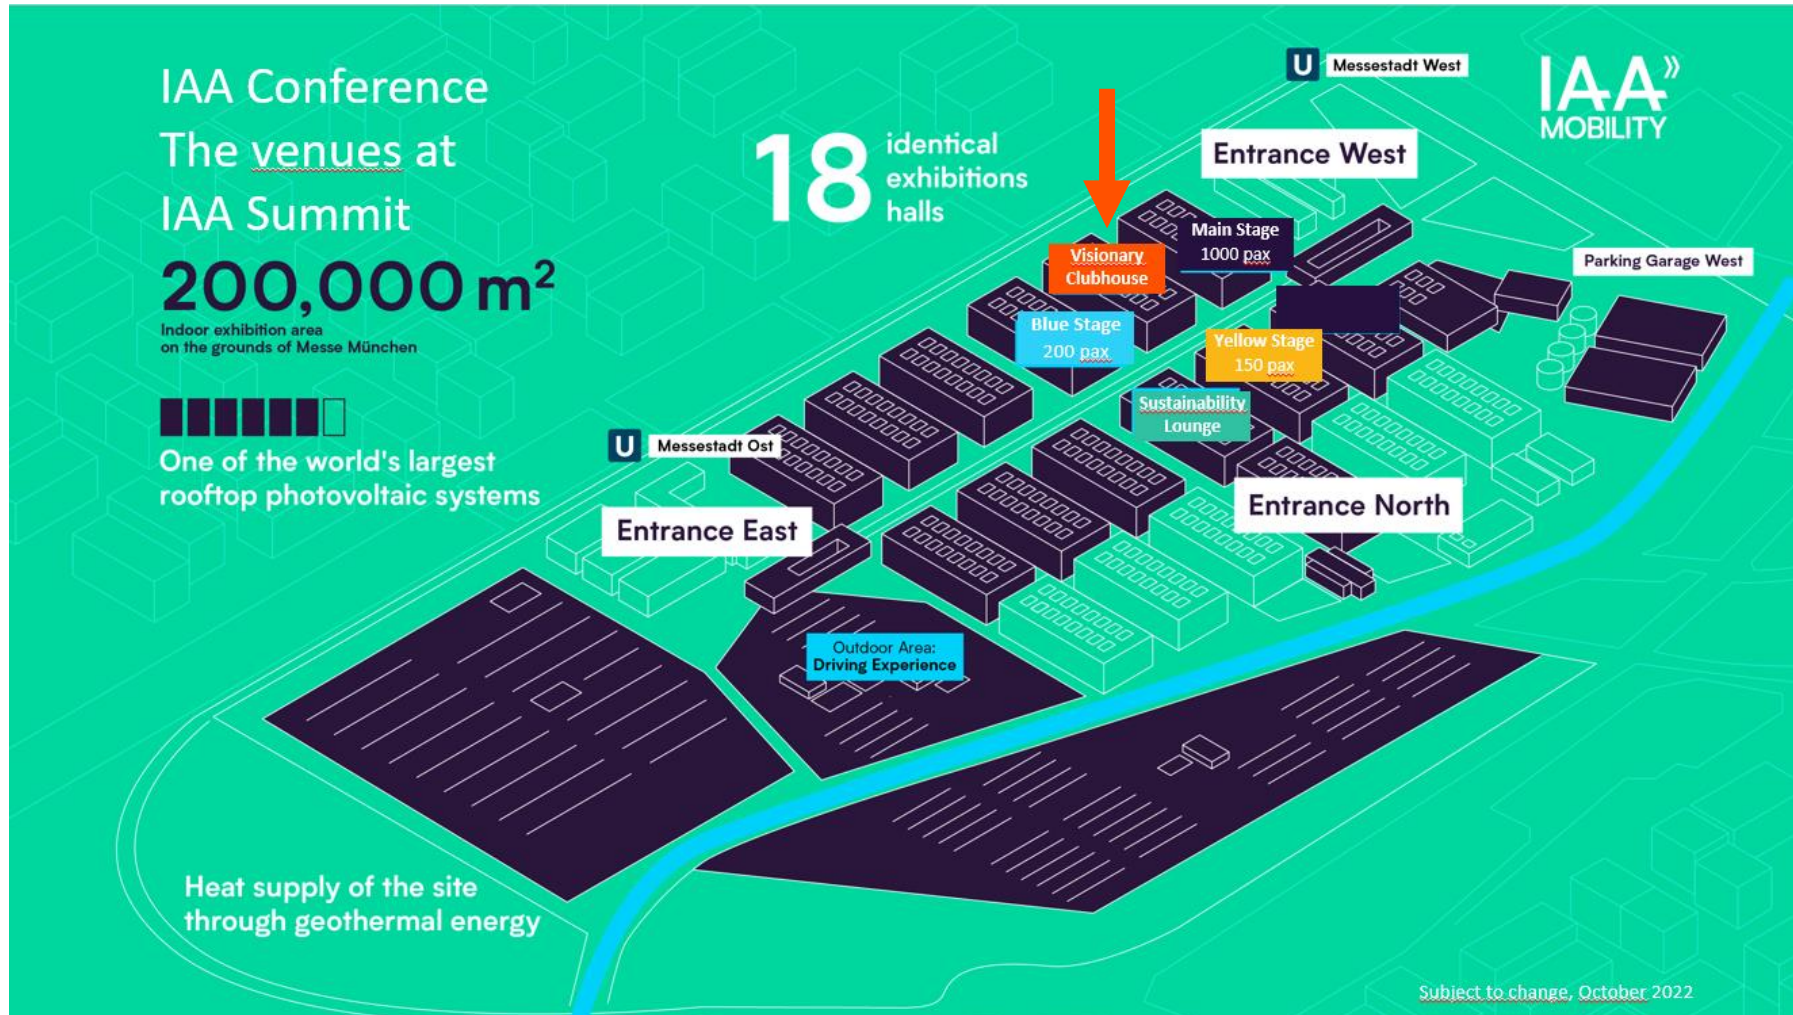 IAA Conference
The venues at
IAA Summit
200,000 m²
Indoor exhibition area
on the grounds of Messe München
One of the world's largest
rooftop photovoltaic systems
18
identical
exhibitions
halls
U Messestadt West
IAA
MOBILITY
Entrance West
Main Stage
1000 pax
Visionary
Clubhouse
Parking Garage West
Blue Stage
200 pax
Yellow Stage
150 pax
Sustainability
Lounge
U Messestadt Ost
Entrance East
Entrance North
Outdoor Area:
Driving Experience
Heat supply of the site
through geothermal energy
Subject to change, October 2022